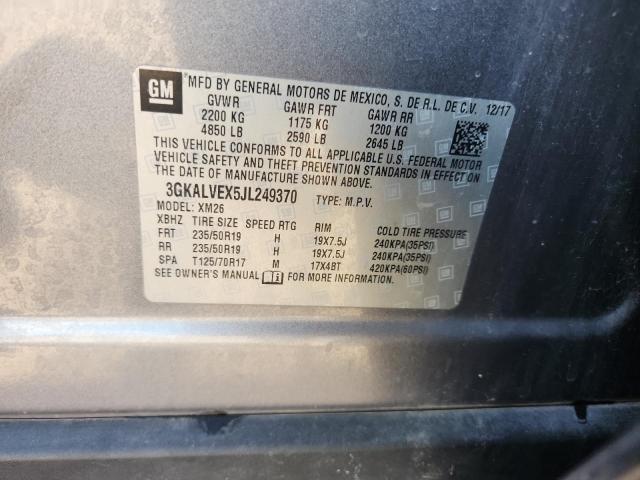 GM
MFD BY GENERAL MOTORS DE MEXICO, S. DE R.L. DE C.V. 12/17
GVWR GAWR FRT GAWR RR
2200 KG 1175 KG 1200 KG
4850 LB 2590 LB 2645 LB
THIS VEHICLE CONFORMS TO ALL APPLICABLE U.S. FEDERAL MOTOR
VEHICLE SAFETY AND THEFT PREVENTION STANDARDS IN EFFECT ON
THE DATE OF MANUFACTURE SHOWN ABOVE.
3GKALVEX5JL249370 TYPE: M.P.V.
MODEL: XM26
XBHZ TIRE SIZE SPEED RTG RIM COLD TIRE PRESSURE
FRT 235/50R19 H 19X7.5J 240KPA(35PSI)
RR 235/50R19 H 19X7.5J 240KPA(35PSI)
SPA T125/70R17 M 17X4BT 420KPA(60PSI)
SEE OWNER'S MANUAL FOR MORE INFORMATION.